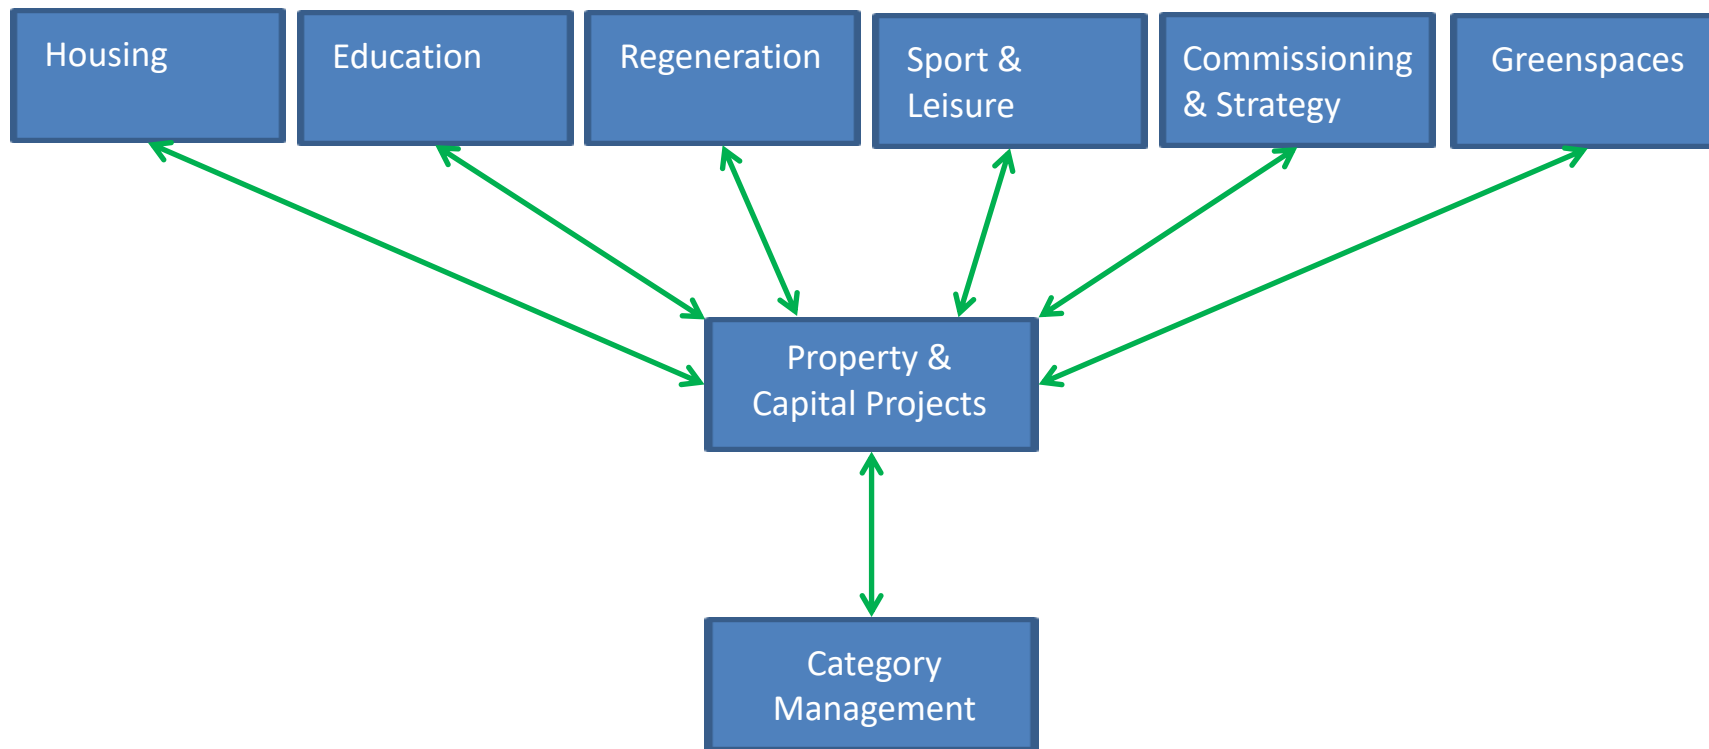 Housing
Education
Regeneration
Sport &
Leisure
Commissioning
& Strategy
Greenspaces
Property &
Capital Projects
Category
Management